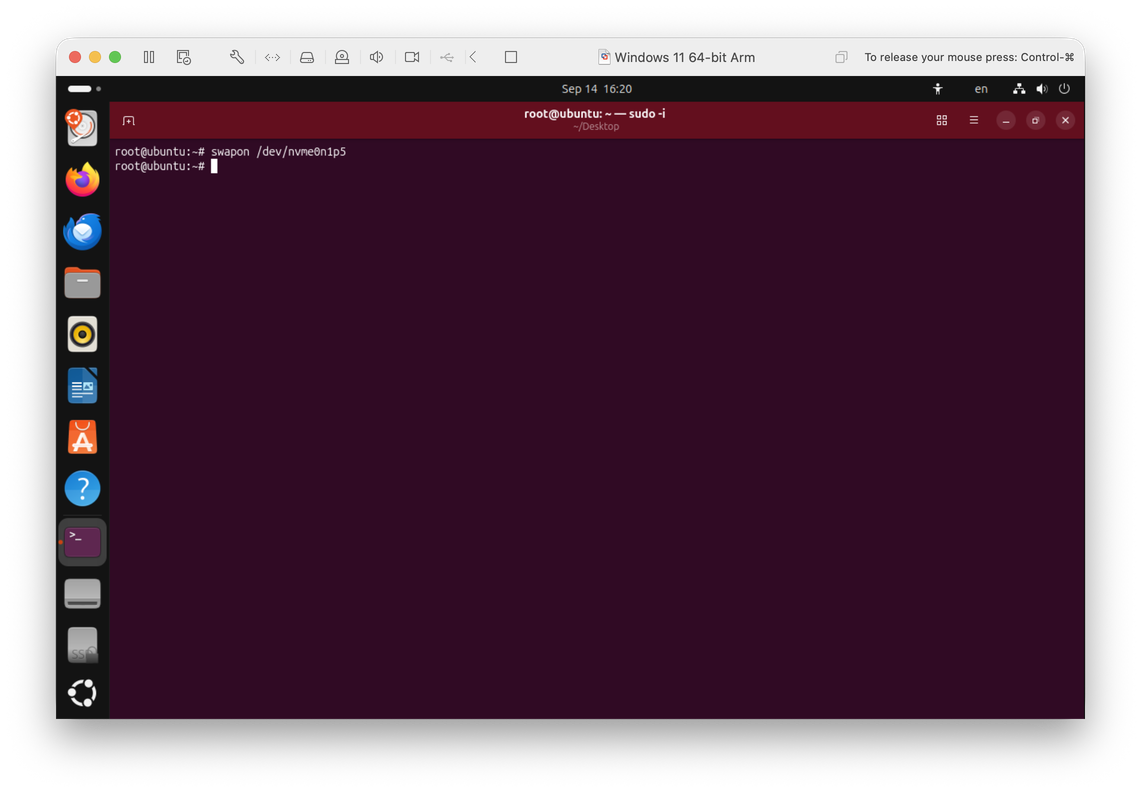 Windows 11 64-bit Arm
To release your mouse press: Control-⌘
Sep 14 16:20
en
root@ubuntu: ~ — sudo -i
~/Desktop
root@ubuntu:~# swapon /dev/nvme0n1p5
root@ubuntu:~#
>_
?
SSD